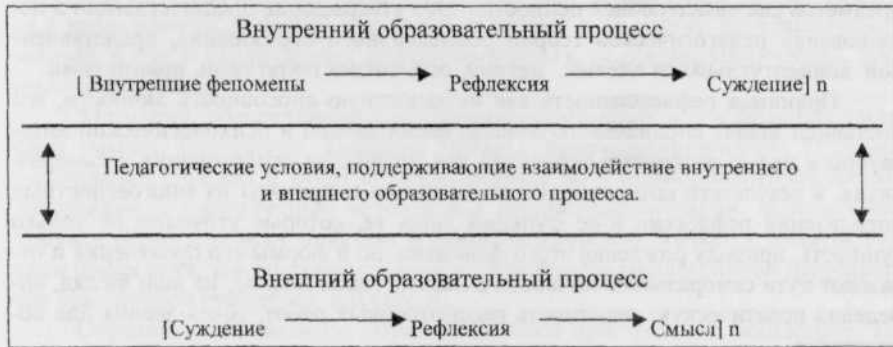 Внутренний образовательный процесс
[ Внутренние феномены Рефлексия Суждение] n
Педагогические условия, поддерживающие взаимодействие внутреннего
и внешнего образовательного процесса.
Внешний образовательный процесс
[Суждение Рефлексия Смысл] n